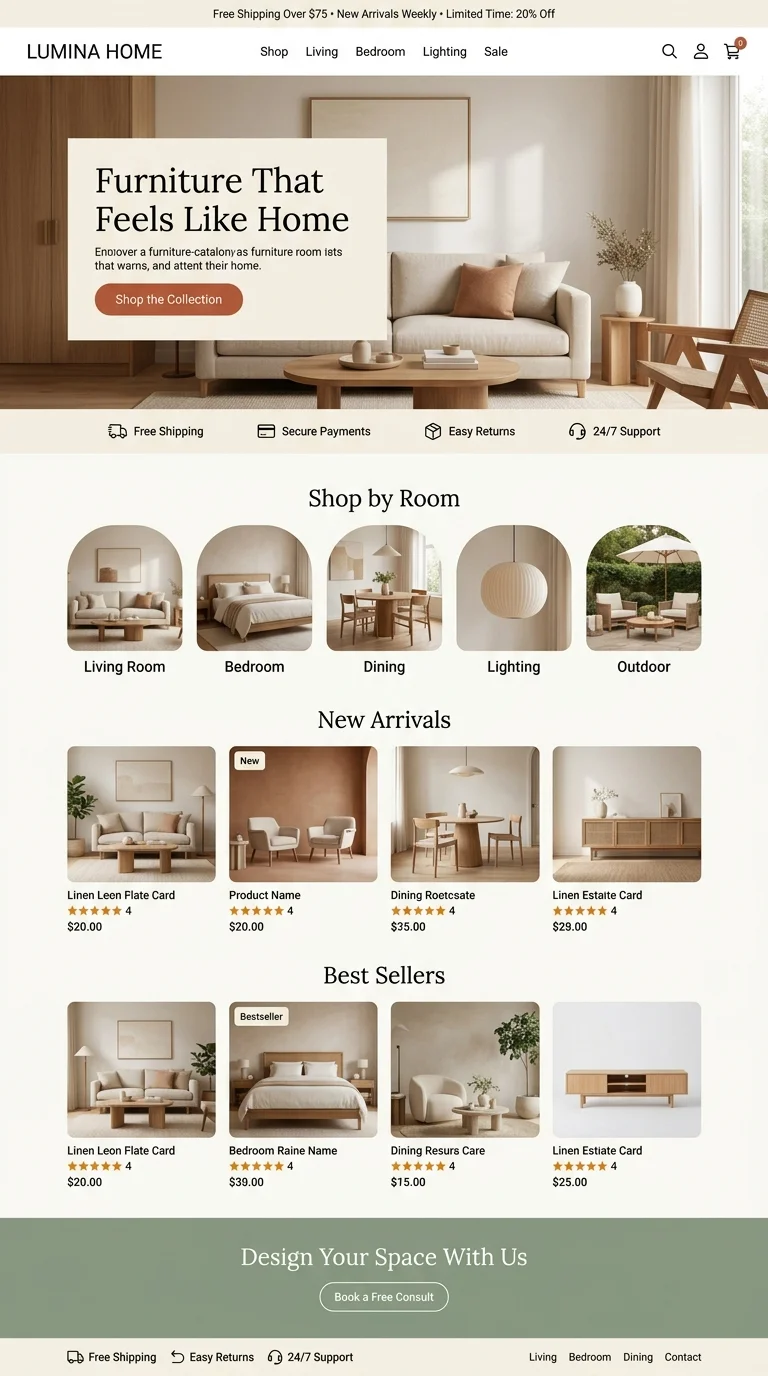 Free Shipping Over $75 • New Arrivals Weekly • Limited Time: 20% Off
LUMINA HOME
Shop Living Bedroom Lighting Sale
0
Furniture That
Feels Like Home
a furniture-catalony as furniture room ists
that warns, and attent their home.
Shop the Collection
Free Shipping Secure Payments Easy Returns 24/7 Support
Shop by Room
Living Room Bedroom Dining Lighting Outdoor
New Arrivals
New
Linen Leon Flate Card Product Name Dining Roetcsate Linen Estaite Card
4 4 4 4
$20.00 $20.00 $35.00 $29.00
Best Sellers
Bestseller
Linen Leon Flate Card Bedroom Raine Name Dining Resurs Care Linen Estiate Card
4 4 4 4
$20.00 $39.00 $15.00 $25.00
Design Your Space With Us
Book a Free Consult
Free Shipping Easy Returns 24/7 Support Living Bedroom Dining Contact